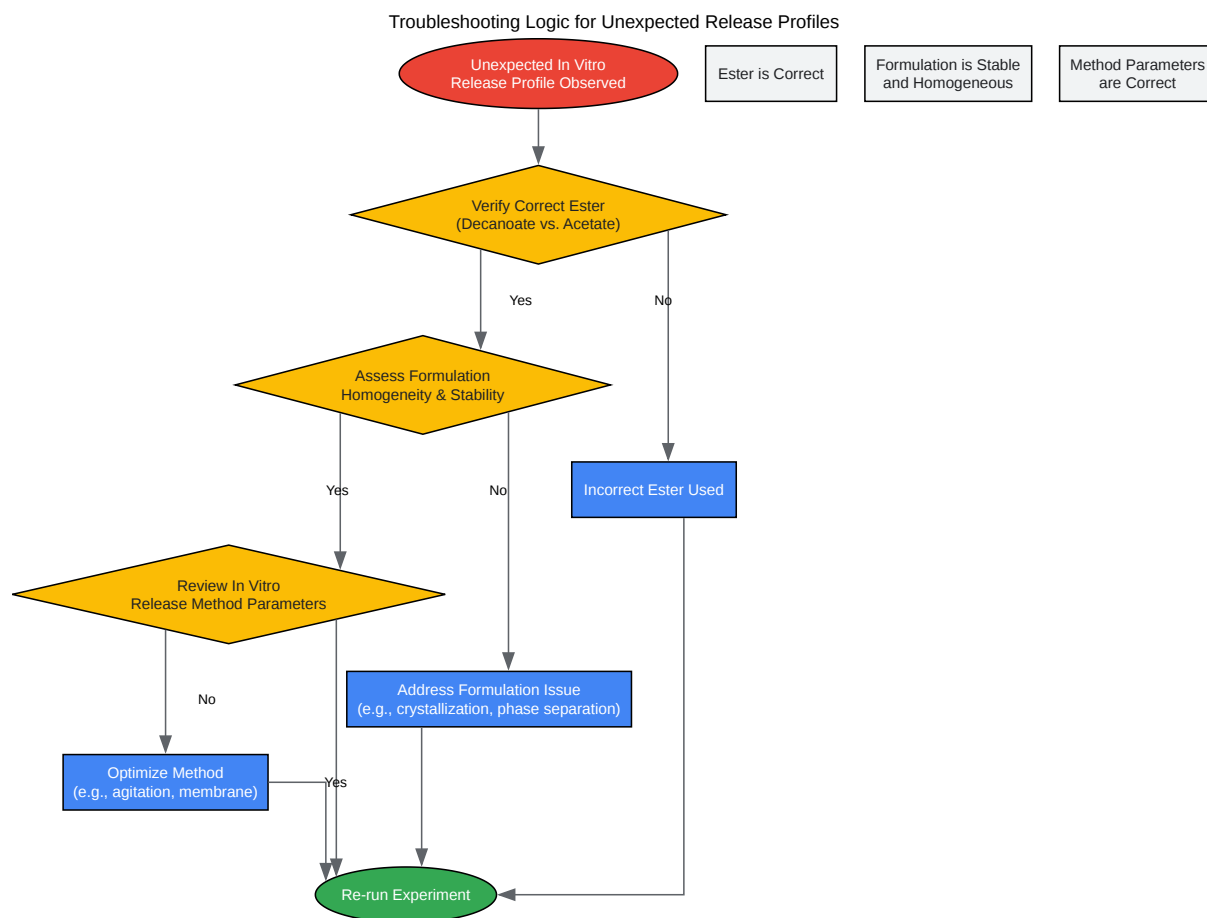 Troubleshooting Logic for Unexpected Release Profiles
Unexpected In Vitro
Release Profile Observed
Ester is Correct
Formulation is Stable
and Homogeneous
Method Parameters
are Correct
Verify Correct Ester
(Decanoate vs. Acetate)
Yes
No
Assess Formulation
Homogeneity & Stability
Yes
No
Incorrect Ester Used
Review In Vitro
Release Method Parameters
No
Address Formulation Issue
(e.g., crystallization, phase separation)
Optimize Method
(e.g., agitation, membrane)
Yes
Re-run Experiment